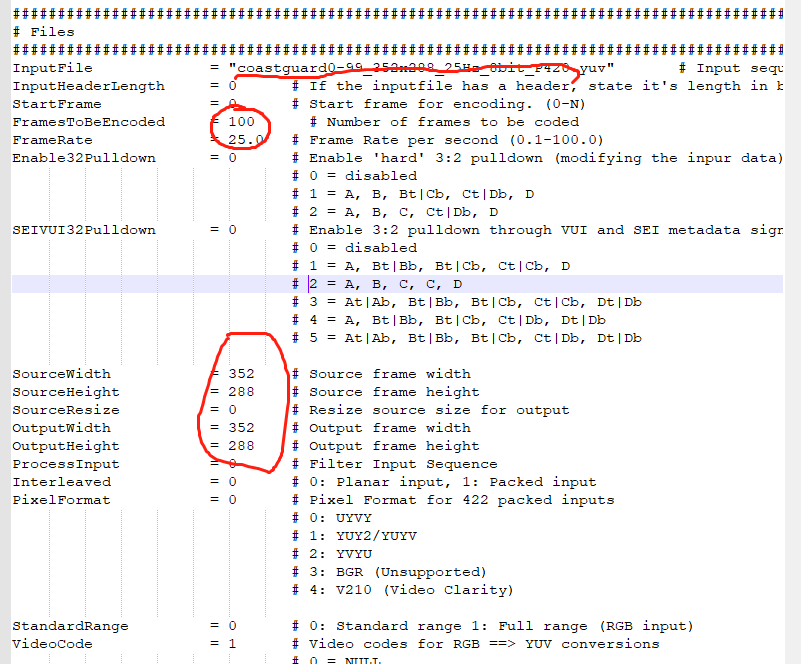 ################################################################################
# Files
################################################################################
InputFile = "coastguard0-99_352x288_25Hz_8bit_P420.yuv" # Input sequ
InputHeaderLength = 0 # If the inputfile has a header, state it's length in b
StartFrame = 0 # Start frame for encoding. (0-N)
FramesToBeEncoded = 100 # Number of frames to be coded
FrameRate = 25.0 # Frame Rate per second (0.1-100.0)
Enable32Pulldown = 0 # Enable 'hard' 3:2 pulldown (modifying the inpur data)
# 0 = disabled
# 1 = A, B, Bt|Cb, Ct|Db, D
# 2 = A, B, C, Ct|Db, D
SEIVUI32Pulldown = 0 # Enable 3:2 pulldown through VUI and SEI metadata sign
# 0 = disabled
# 1 = A, Bt|Bb, Bt|Cb, Ct|Cb, D
# 2 = A, B, C, C, D
# 3 = At|Ab, Bt|Bb, Bt|Cb, Ct|Cb, Dt|Db
# 4 = A, Bt|Bb, Bt|Cb, Ct|Db, Dt|Db
# 5 = At|Ab, Bt|Bb, Bt|Cb, Ct|Db, Dt|Db
SourceWidth = 352 # Source frame width
SourceHeight = 288 # Source frame height
SourceResize = 0 # Resize source size for output
OutputWidth = 352 # Output frame width
OutputHeight = 288 # Output frame height
ProcessInput = 0 # Filter Input Sequence
Interleaved = 0 # 0: Planar input, 1: Packed input
PixelFormat = 0 # Pixel Format for 422 packed inputs
# 0: UYVY
# 1: YUY2/YUYV
# 2: YVYU
# 3: BGR (Unsupported)
# 4: V210 (Video Clarity)
StandardRange = 0 # 0: Standard range 1: Full range (RGB input)
VideoCode = 1 # Video codes for RGB ==> YUV conversions
# 0 = NULL